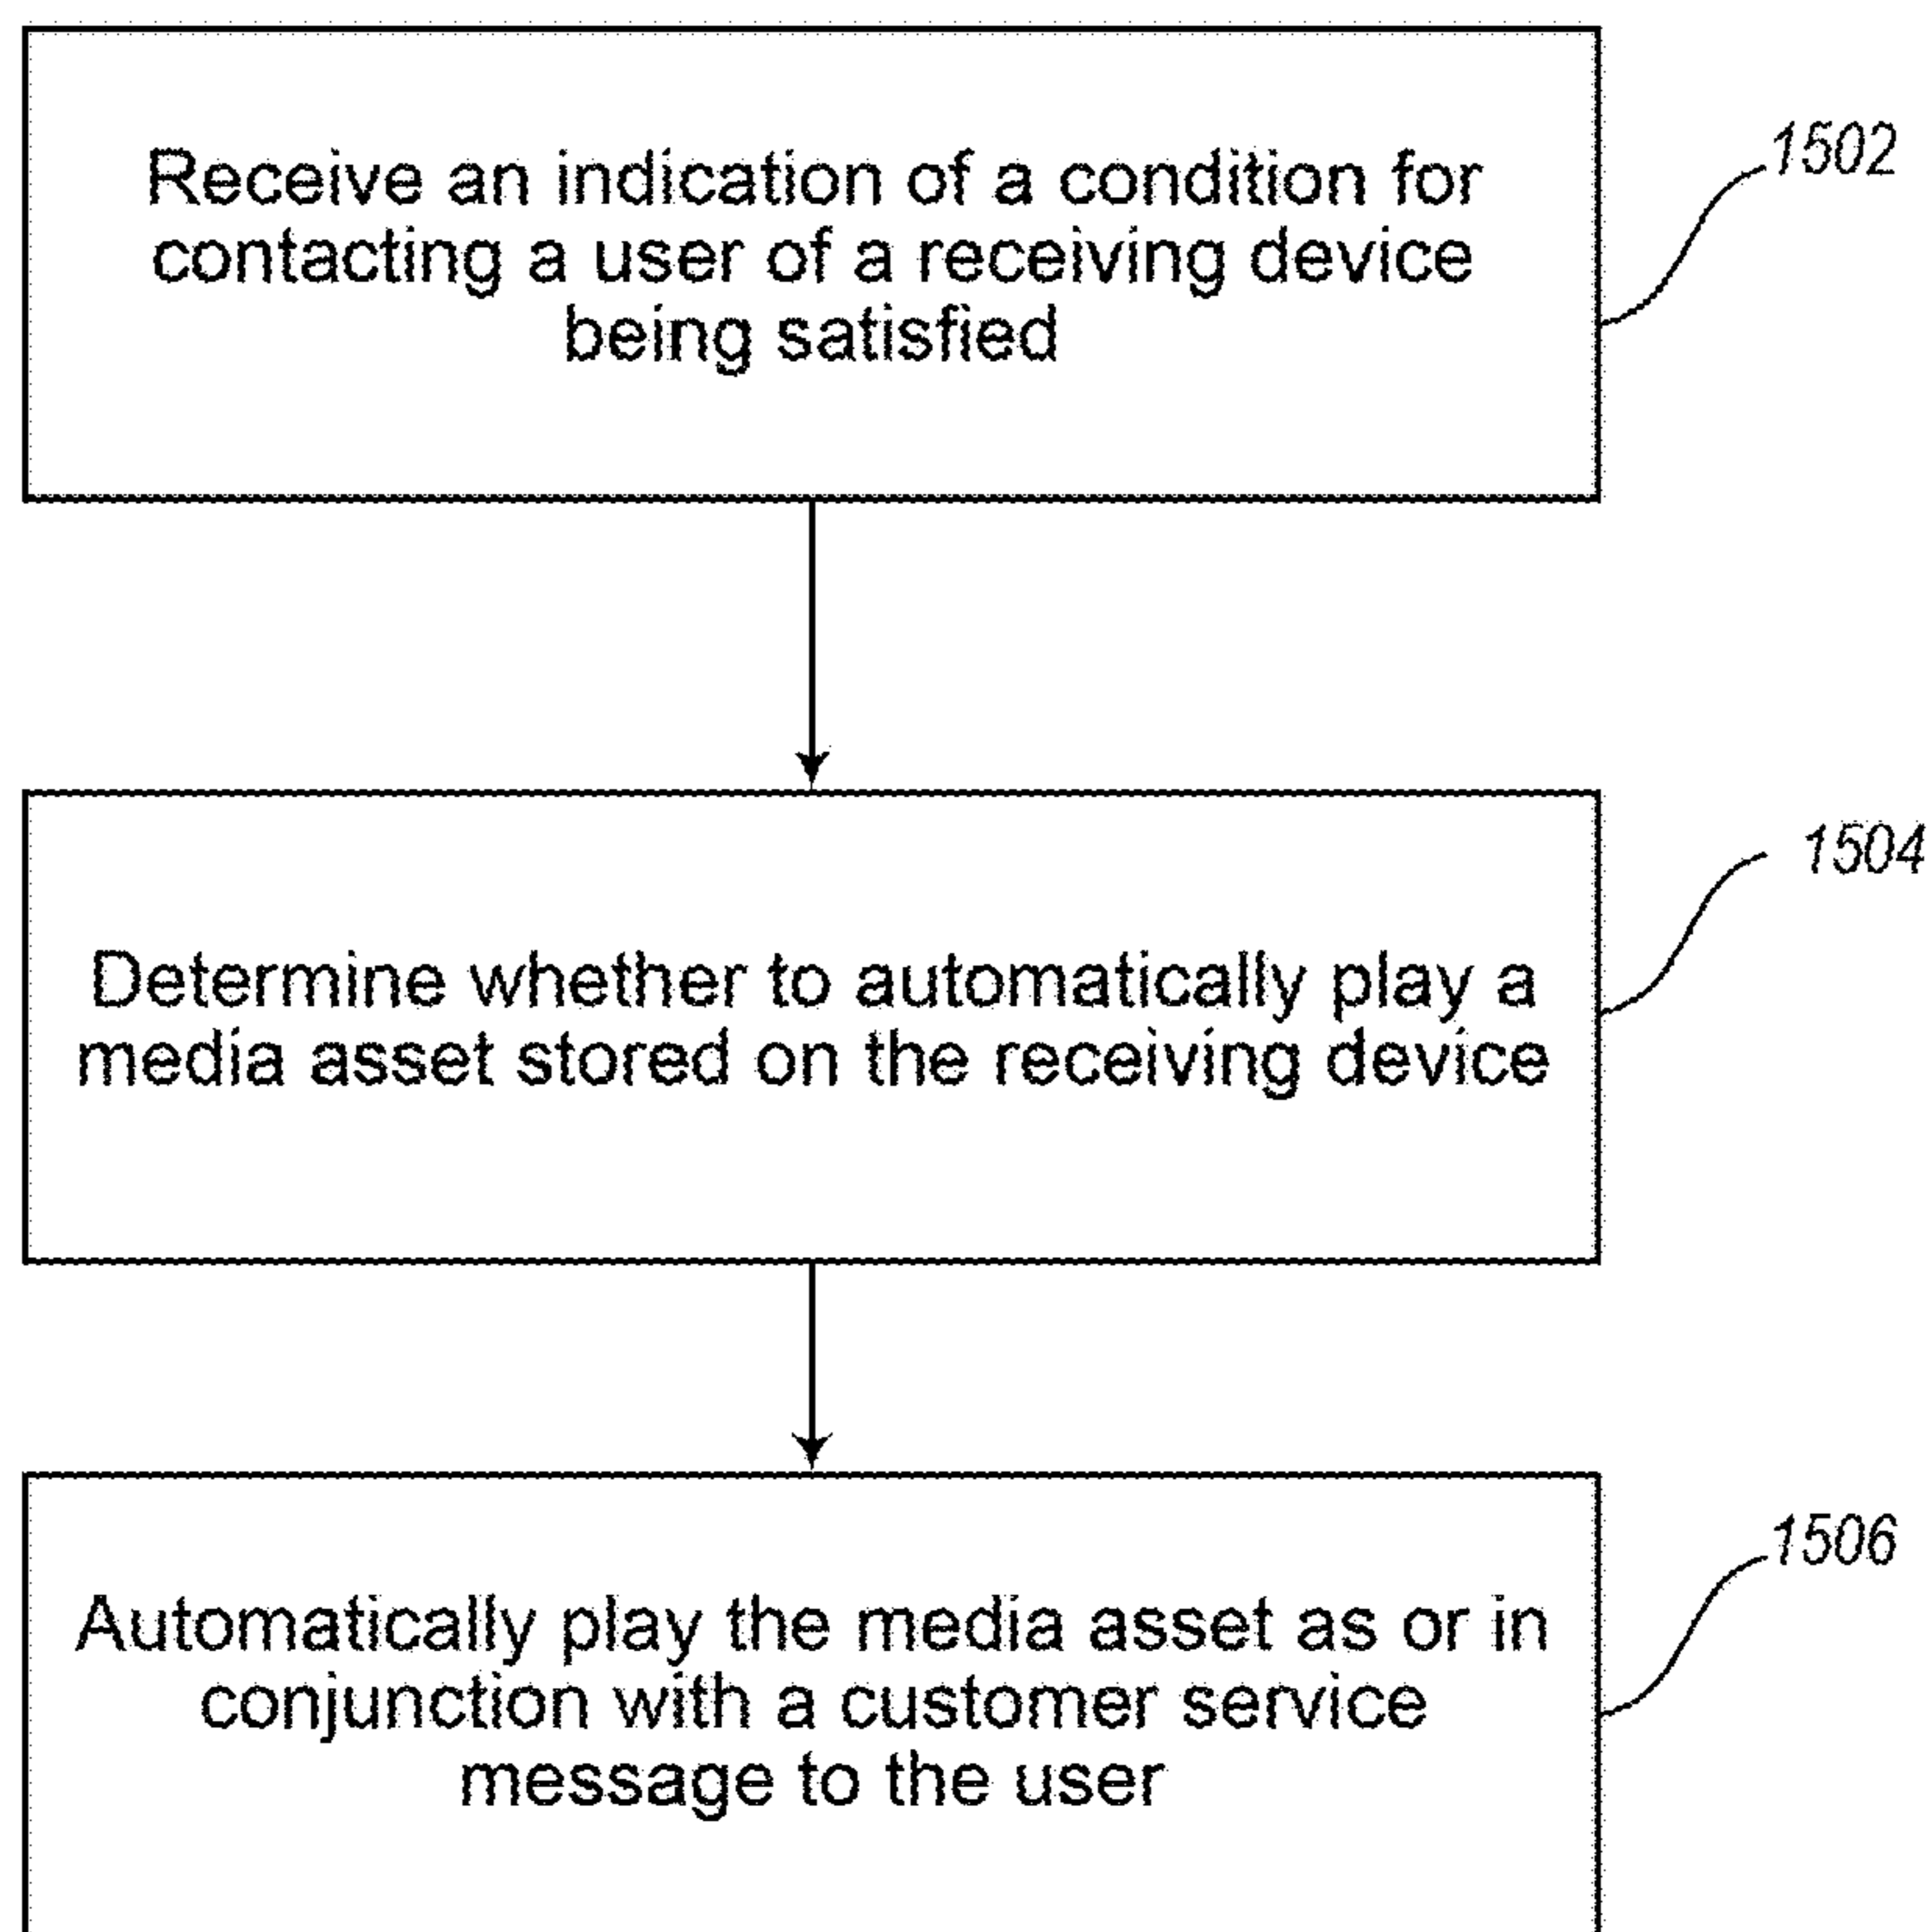 Receive an indication of a condition for
contacting a user of a receiving device
being satisfied
1502
Determine whether to automatically play a
media asset stored on the receiving device
1504
Automatically play the media asset as or in
conjunction with a customer service
message to the user
1506